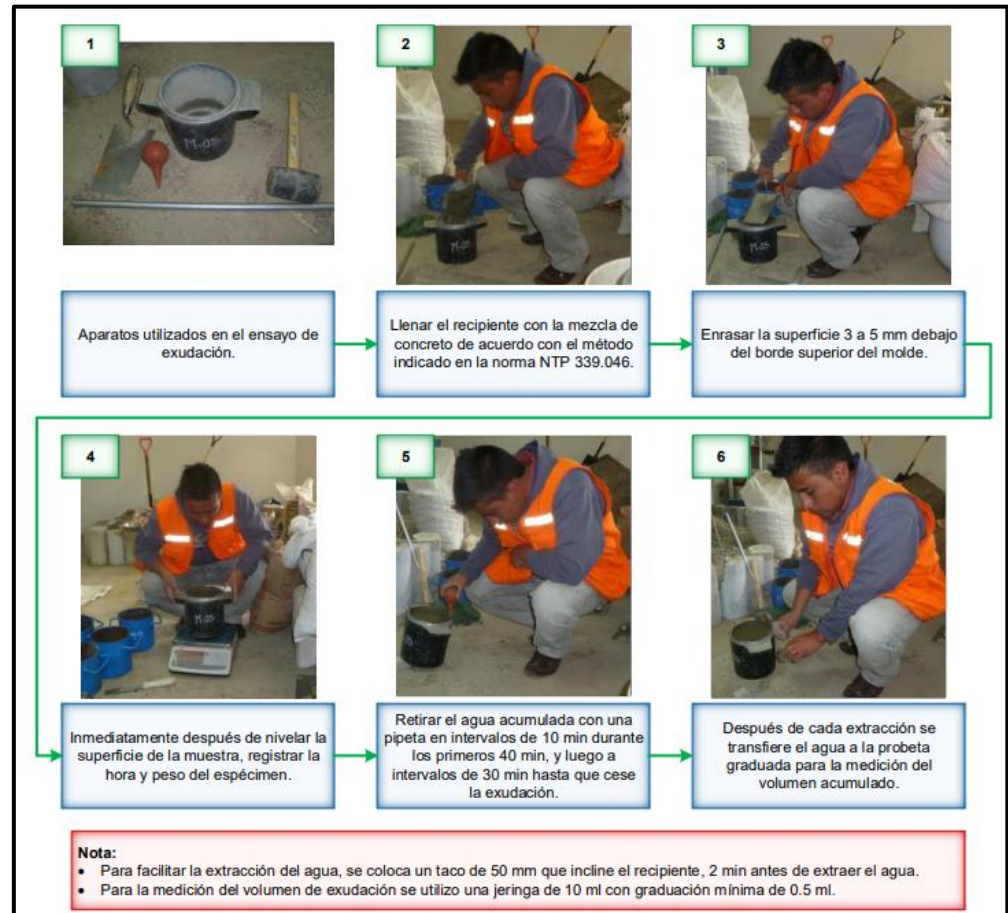 1
2
3
M-05
M-05
M-05
Aparatos utilizados en el ensayo de
exudación.
Llenar el recipiente con la mezcla de
concreto de acuerdo con el método
indicado en la norma NTP 339.046.
Enrasar la superficie 3 a 5 mm debajo
del borde superior del molde.
4
5
6
M-05
Inmediatamente después de nivelar la
superficie de la muestra, registrar la
hora y peso del espécimen.
Retirar el agua acumulada con una
pipeta en intervalos de 10 min durante
los primeros 40 min, y luego a
intervalos de 30 min hasta que cese
la exudación.
Después de cada extracción se
transfiere el agua a la probeta
graduada para la medición del
volumen acumulado.
Nota:
• Para facilitar la extracción del agua, se coloca un taco de 50 mm que incline el recipiente, 2 min antes de extraer el agua.
• Para la medición del volumen de exudación se utilizo una jeringa de 10 ml con graduación mínima de 0.5 ml.